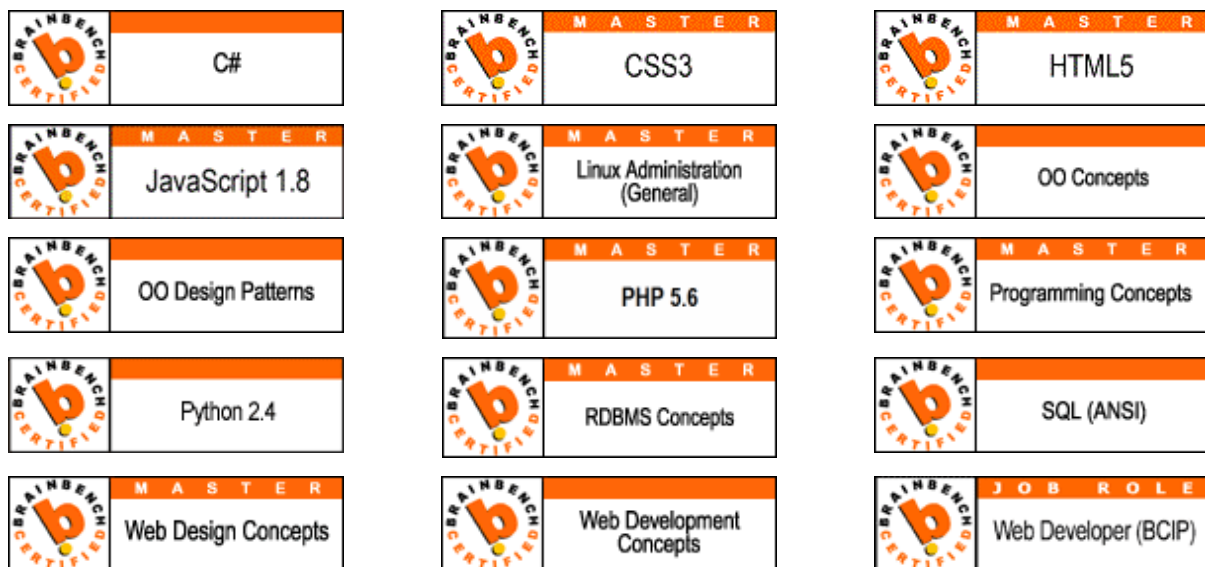 BRAINBENCH CERTIFIED
C#
BRAINBENCH CERTIFIED
MASTER
CSS3
BRAINBENCH CERTIFIED
MASTER
HTML5
BRAINBENCH CERTIFIED
MASTER
JavaScript 1.8
BRAINBENCH CERTIFIED
MASTER
Linux Administration
(General)
BRAINBENCH CERTIFIED
OO Concepts
BRAINBENCH CERTIFIED
OO Design Patterns
BRAINBENCH CERTIFIED
MASTER
PHP 5.6
BRAINBENCH CERTIFIED
MASTER
Programming Concepts
BRAINBENCH CERTIFIED
Python 2.4
BRAINBENCH CERTIFIED
MASTER
RDBMS Concepts
BRAINBENCH CERTIFIED
SQL (ANSI)
BRAINBENCH CERTIFIED
MASTER
Web Design Concepts
BRAINBENCH CERTIFIED
Web Development
Concepts
BRAINBENCH CERTIFIED
JOB ROLE
Web Developer (BCIP)